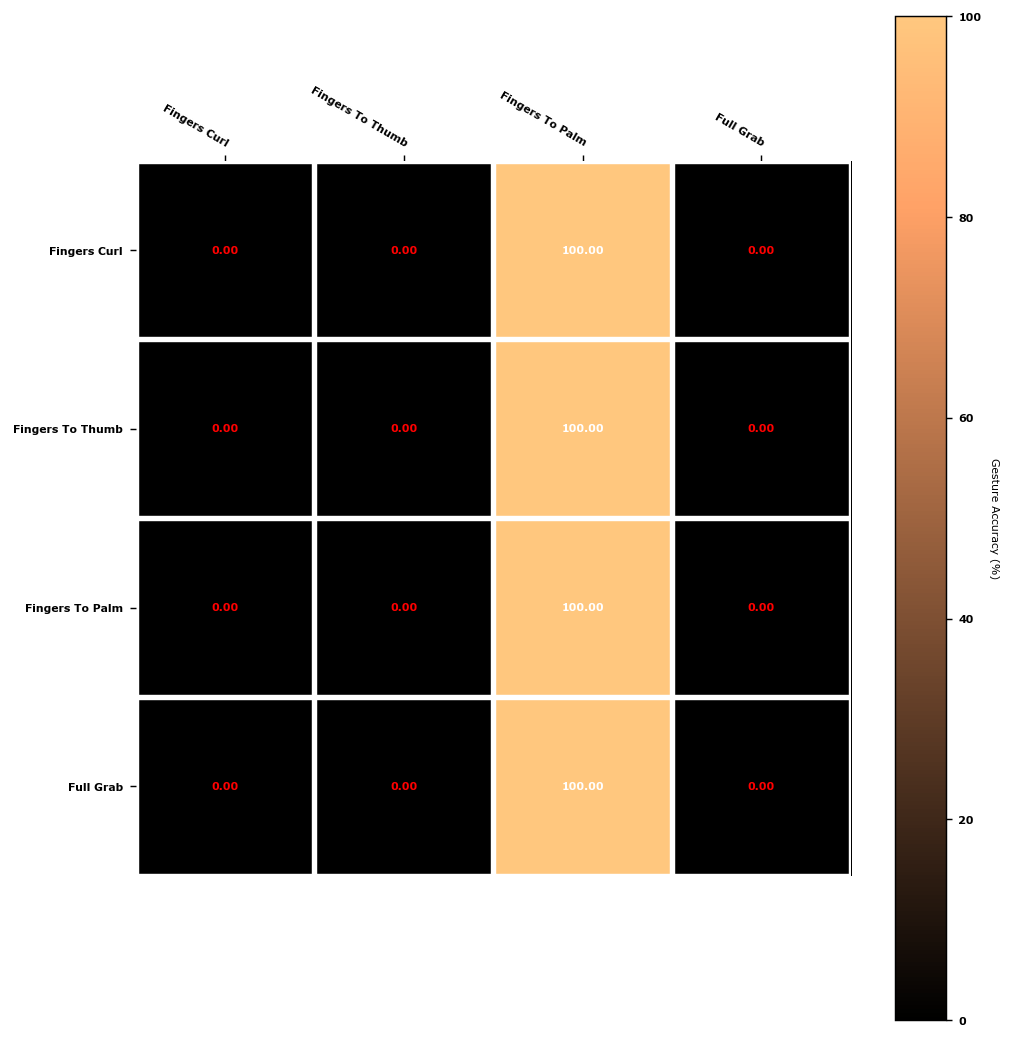 100
Fingers Curl
Fingers To Thumb
Fingers To Palm
Full Grab
80
Fingers Curl
0.00 0.00 100.00 0.00
60
Fingers To Thumb
0.00 0.00 100.00 0.00
Gesture Accuracy (%)
40
Fingers To Palm
0.00 0.00 100.00 0.00
20
Full Grab
0.00 0.00 100.00 0.00
0